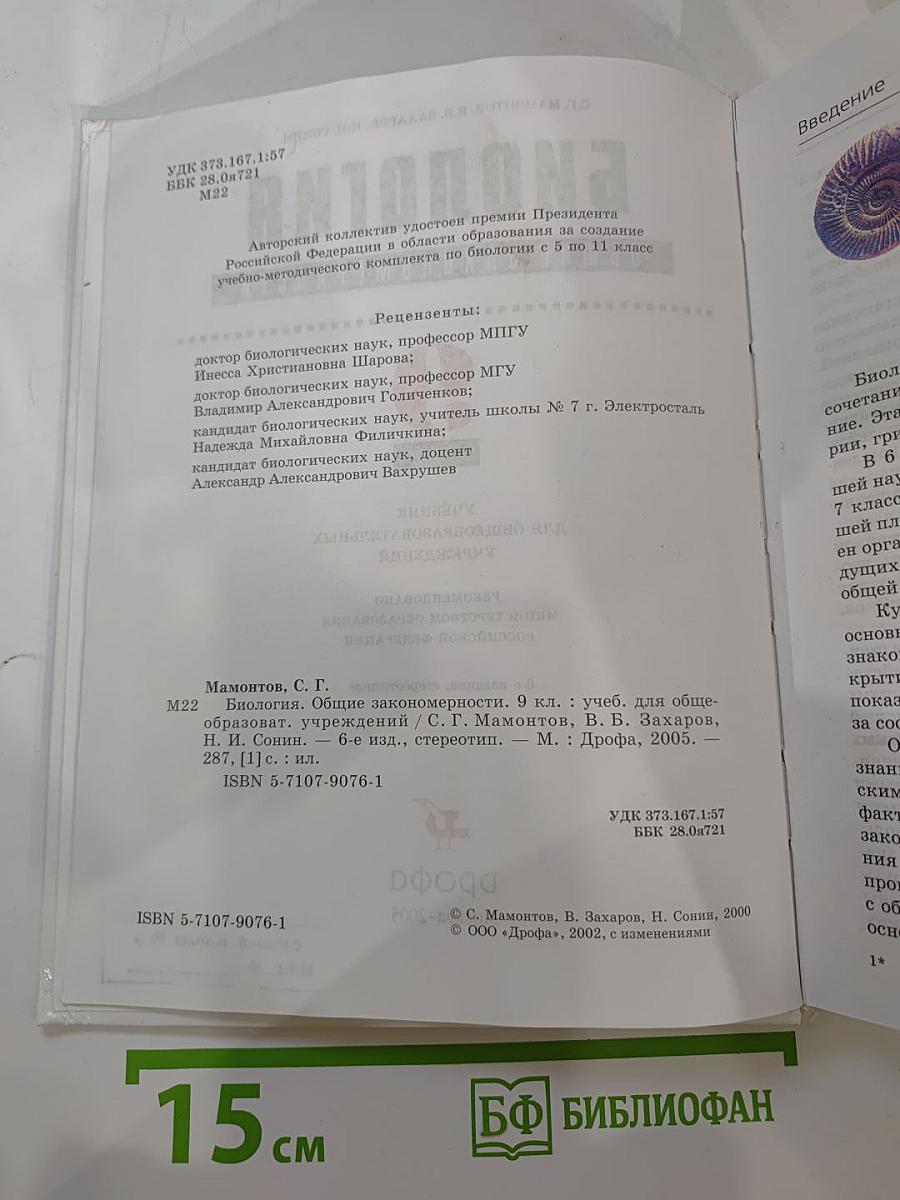 УДК 373.167.1:57
ББК 28.0я721
М22
Авторский коллектив удостоен премии Президента
Российской Федерации в области образования за создание
учебно-методического комплекта по биологии с 5 по 11 класс
Рецензенты:
доктор биологических наук, профессор МПГУ
Инесса Христиановна Шарова;
доктор биологических наук, профессор МГУ
Владимир Александрович Голиченков;
кандидат биологических наук, учитель школы № 7 г. Электросталь
Надежда Михайловна Филичкина;
кандидат биологических наук, доцент
Александр Александрович Вахрушев
Мамонтов, С. Г.
М22 Биология. Общие закономерности. 9 кл. : учеб. для обще-
образоват. учреждений / С. Г. Мамонтов, В. Б. Захаров,
Н. И. Сонин. — 6-е изд., стереотип. — М. : Дрофа, 2005. —
287, [1] с. : ил.
ISBN 5-7107-9076-1
УДК 373.167.1:57
ББК 28.0я721
ISBN 5-7107-9076-1
© С. Мамонтов, В. Захаров, Н. Сонин, 2000
© ООО «Дрофа», 2002, с изменениями
Введение
Биол
сочетани
ние. Эта
рии, гри
В 6
шей нау
7 класс
шей пл
ен орга
дущих
общей
Ку
основн
знако
крыти
показ
за сос
О
знани
ским
факт
зако
ния
про
с об
осно
1*
15 см
БФ БИБЛИОФАН